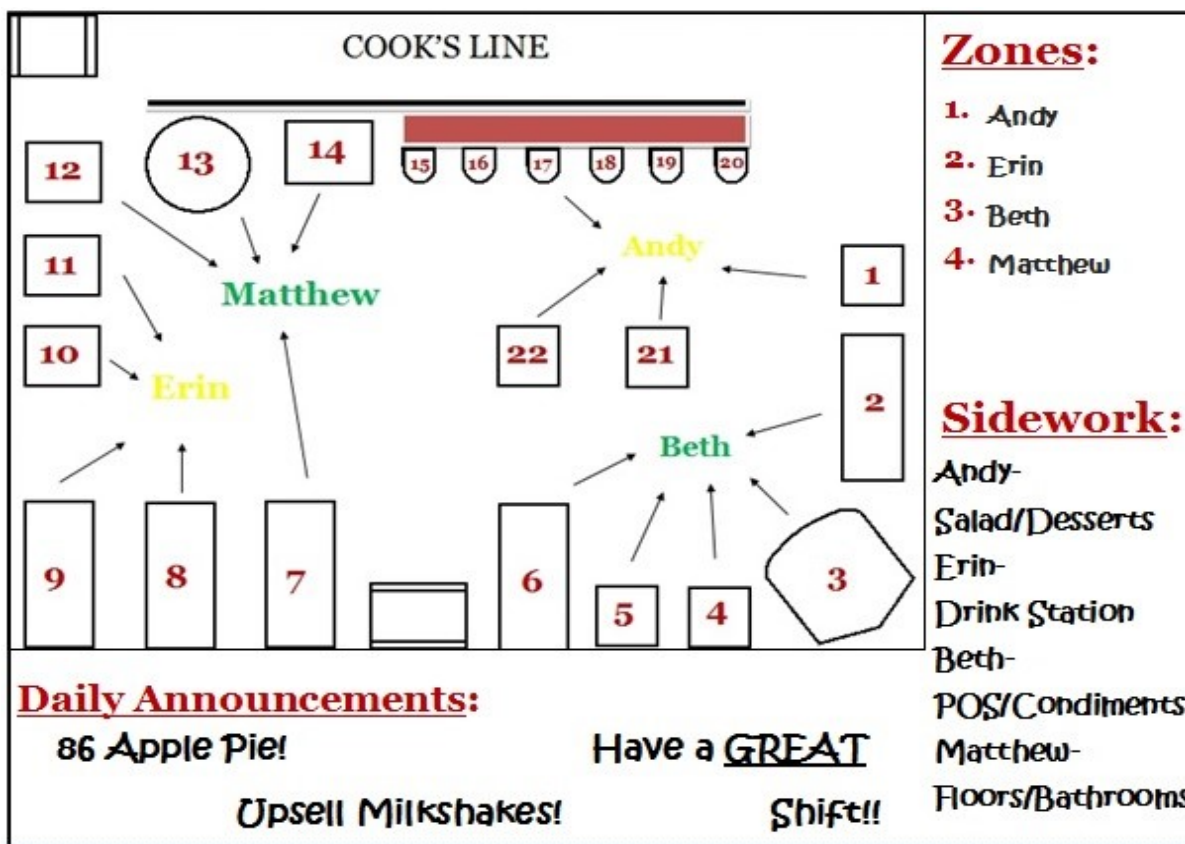 COOK'S LINE
12
13
14
15 16 17 18 19 20
Andy
11
1
Matthew
10
22
21
Erin
2
Beth
9
8
7
6
5
4
3
Zones:
1. Andy
2. Erin
3. Beth
4. Matthew
Sidework:
Andy-
Salad/Desserts
Erin-
Drink Station
Beth-
POS/Condiments
Matthew-
Floors/Bathrooms
Daily Announcements:
86 Apple Pie!
Have a GREAT
Upsell Milkshakes!
Shift!!